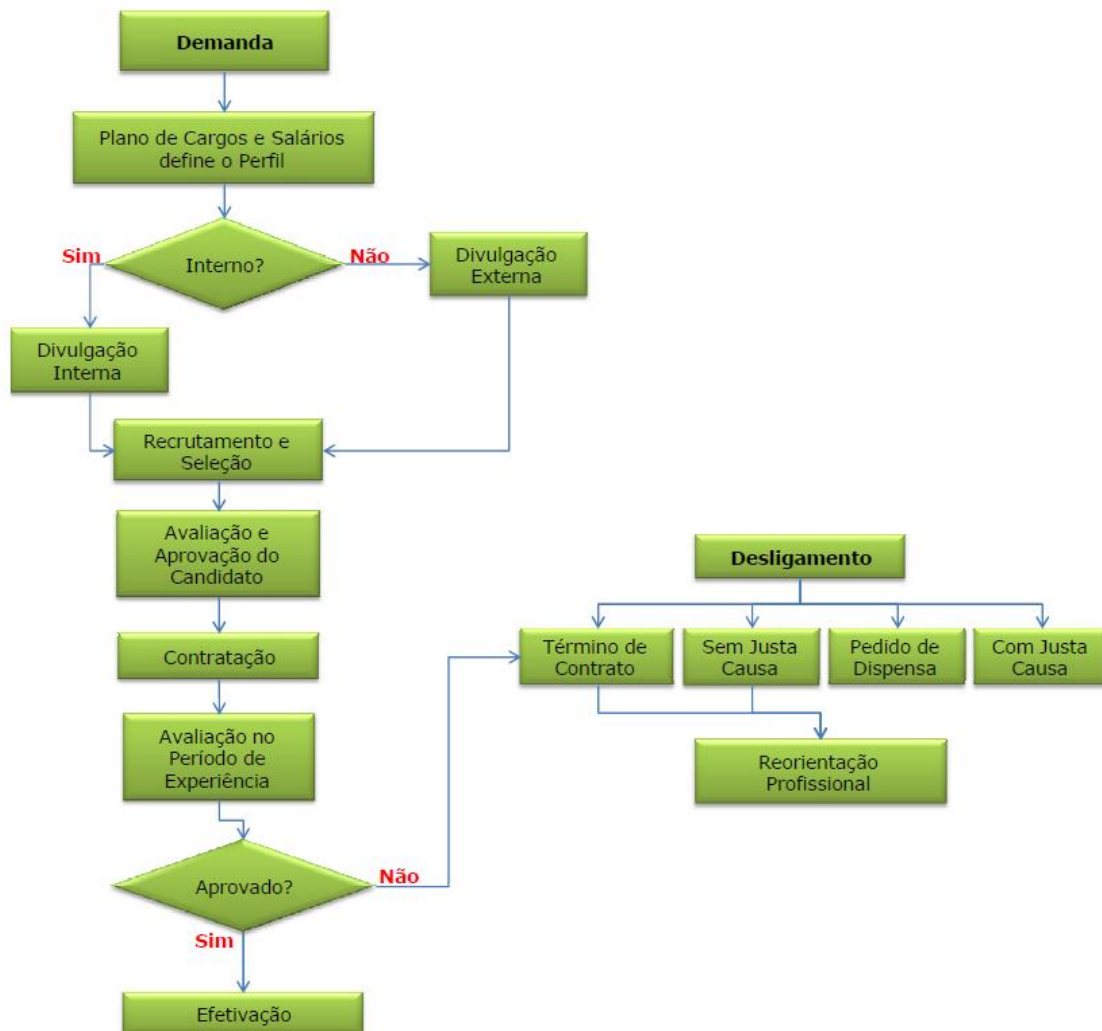 Demanda
Plano de Cargos e Salários
define o Perfil
Sim
Interno?
Não
Divulgação
Externa
Divulgação
Interna
Recrutamento e
Seleção
Avaliação e
Aprovação do
Candidato
Contratação
Avaliação no
Período de
Experiência
Aprovado?
Não
Sim
Efetivação
Desligamento
Término de
Contrato
Sem Justa
Causa
Pedido de
Dispensa
Com Justa
Causa
Reorientação
Profissional